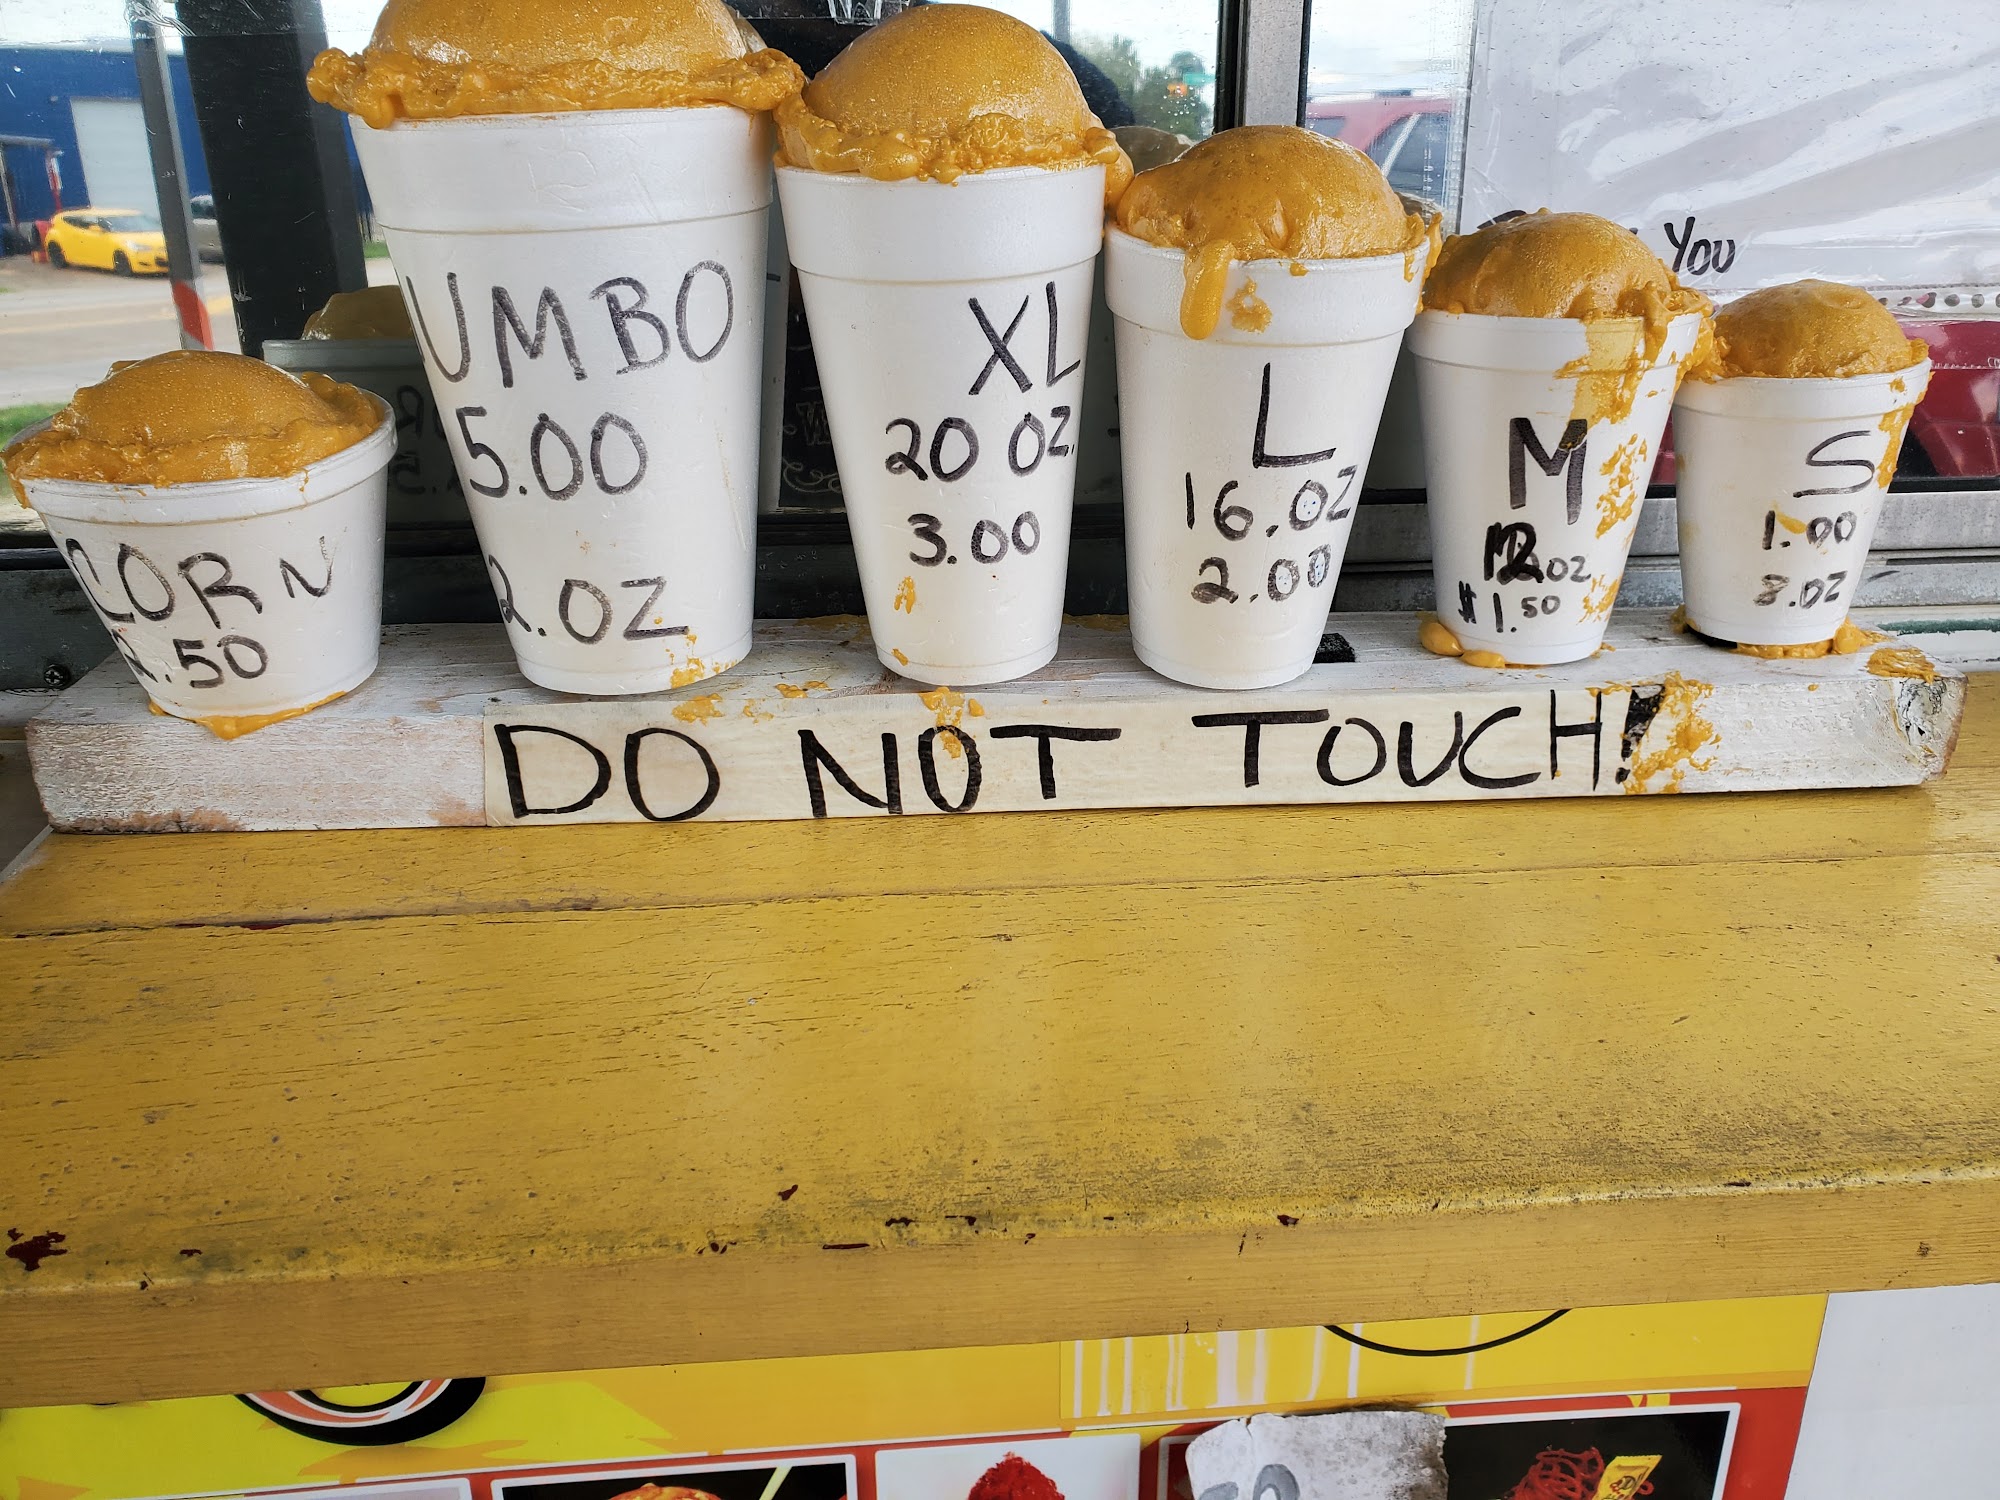 CORN
2.50
UMBO
5.00
2.OZ
XL
20 OZ.
3.00
L
16.OZ
2.00
M
12 OZ
$1.50
S
1.00
8.OZ
You
DO NOT TOUCH!